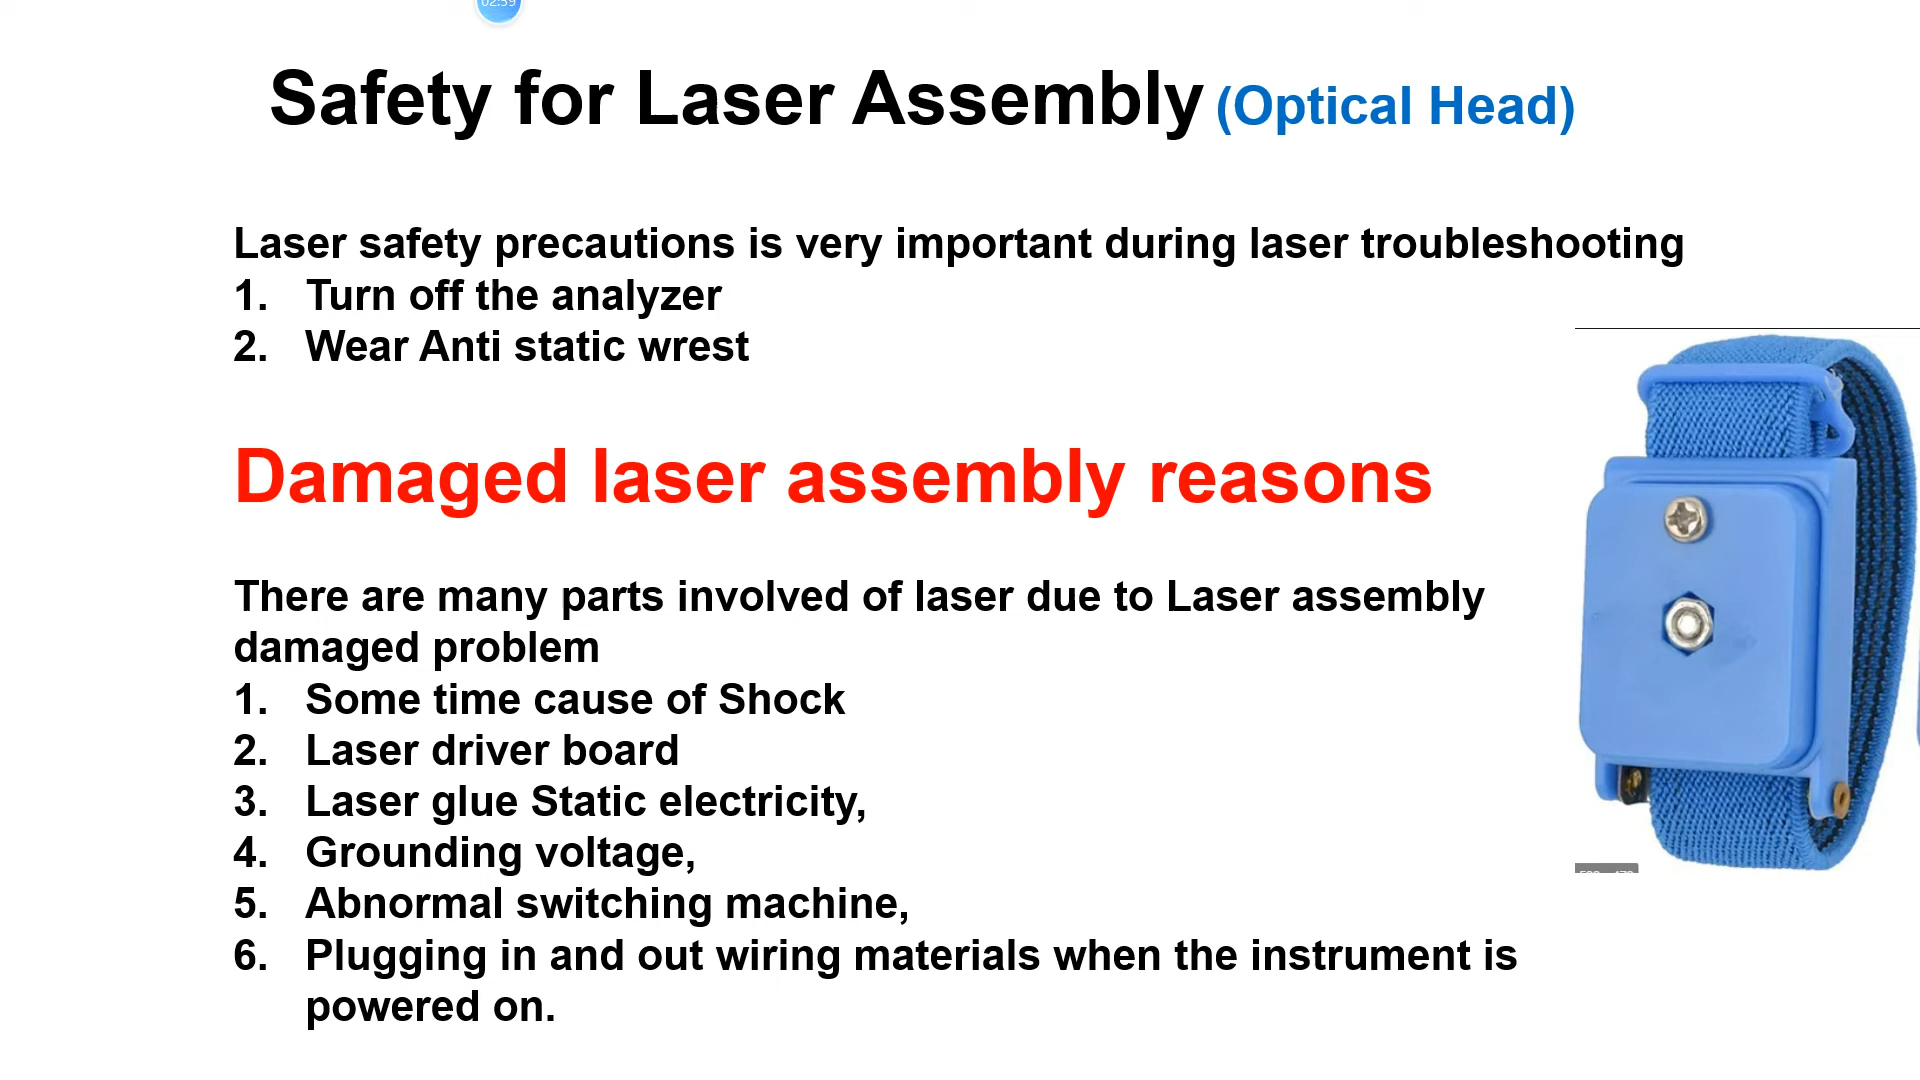 02:59
Safety for Laser Assembly (Optical Head)
Laser safety precautions is very important during laser troubleshooting
1. Turn off the analyzer
2. Wear Anti static wrest
Damaged laser assembly reasons
There are many parts involved of laser due to Laser assembly
damaged problem
1. Some time cause of Shock
2. Laser driver board
3. Laser glue Static electricity,
4. Grounding voltage,
5. Abnormal switching machine,
6. Plugging in and out wiring materials when the instrument is
powered on.